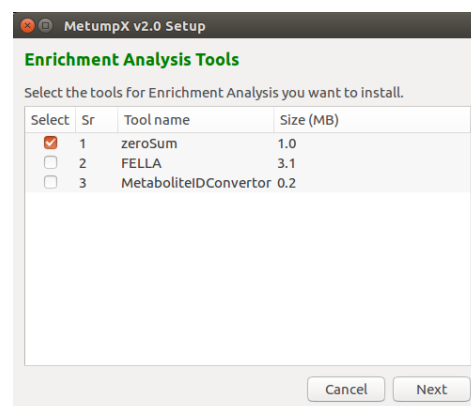 MetumpX v2.0 Setup
Enrichment Analysis Tools
Select the tools for Enrichment Analysis you want to install.
Select Sr Tool name Size (MB)
1 zeroSum 1.0
2 FELLA 3.1
3 MetaboliteIDConvertor 0.2
Cancel Next